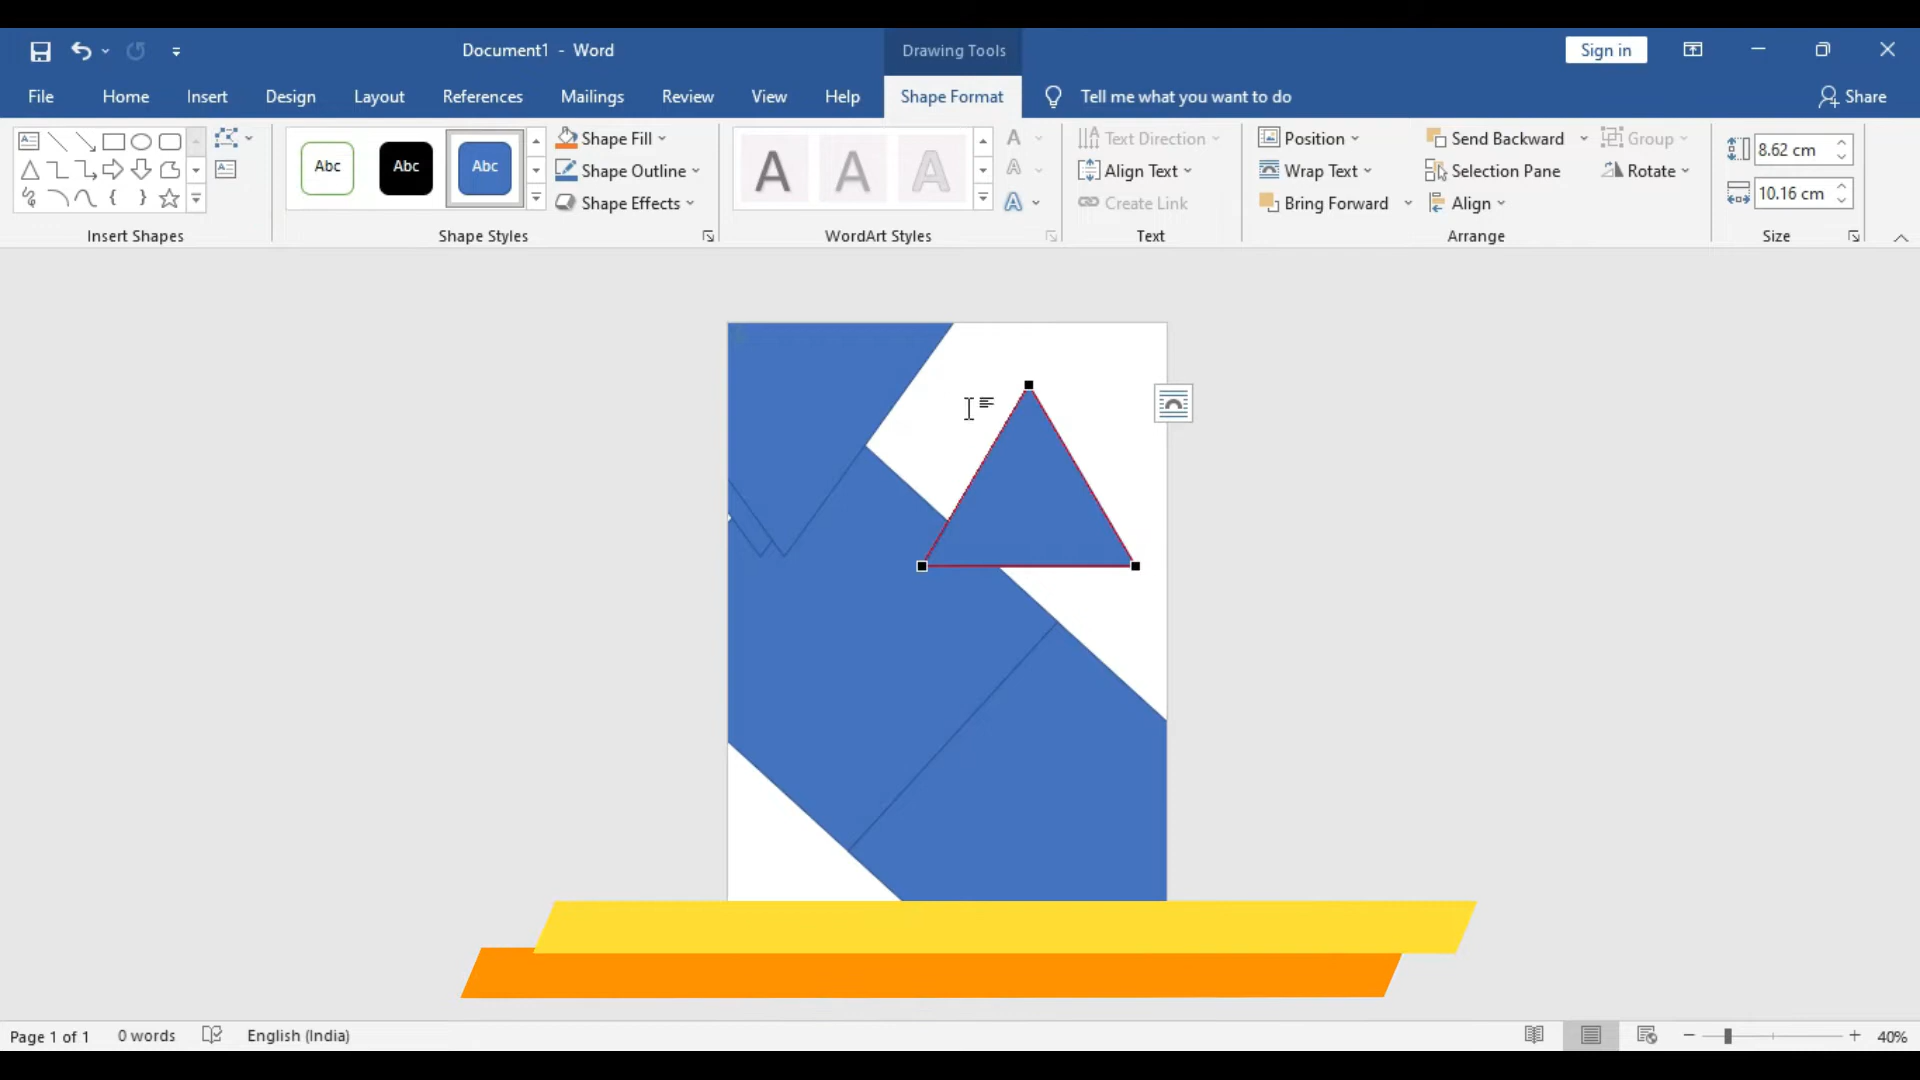 Document1 - Word
Drawing Tools
Sign in
File
Home
Insert
Design
Layout
References
Mailings
Review
View
Help
Shape Format
Tell me what you want to do
Share
Abc
Abc
Abc
Shape Fill
Shape Outline
Shape Effects
A
A
A
A
A
A
Text Direction
Align Text
Create Link
Position
Wrap Text
Bring Forward
Send Backward
Selection Pane
Align
Group
Rotate
8.62 cm
10.16 cm
Insert Shapes
Shape Styles
WordArt Styles
Text
Arrange
Size
Page 1 of 1
0 words
English (India)
40%